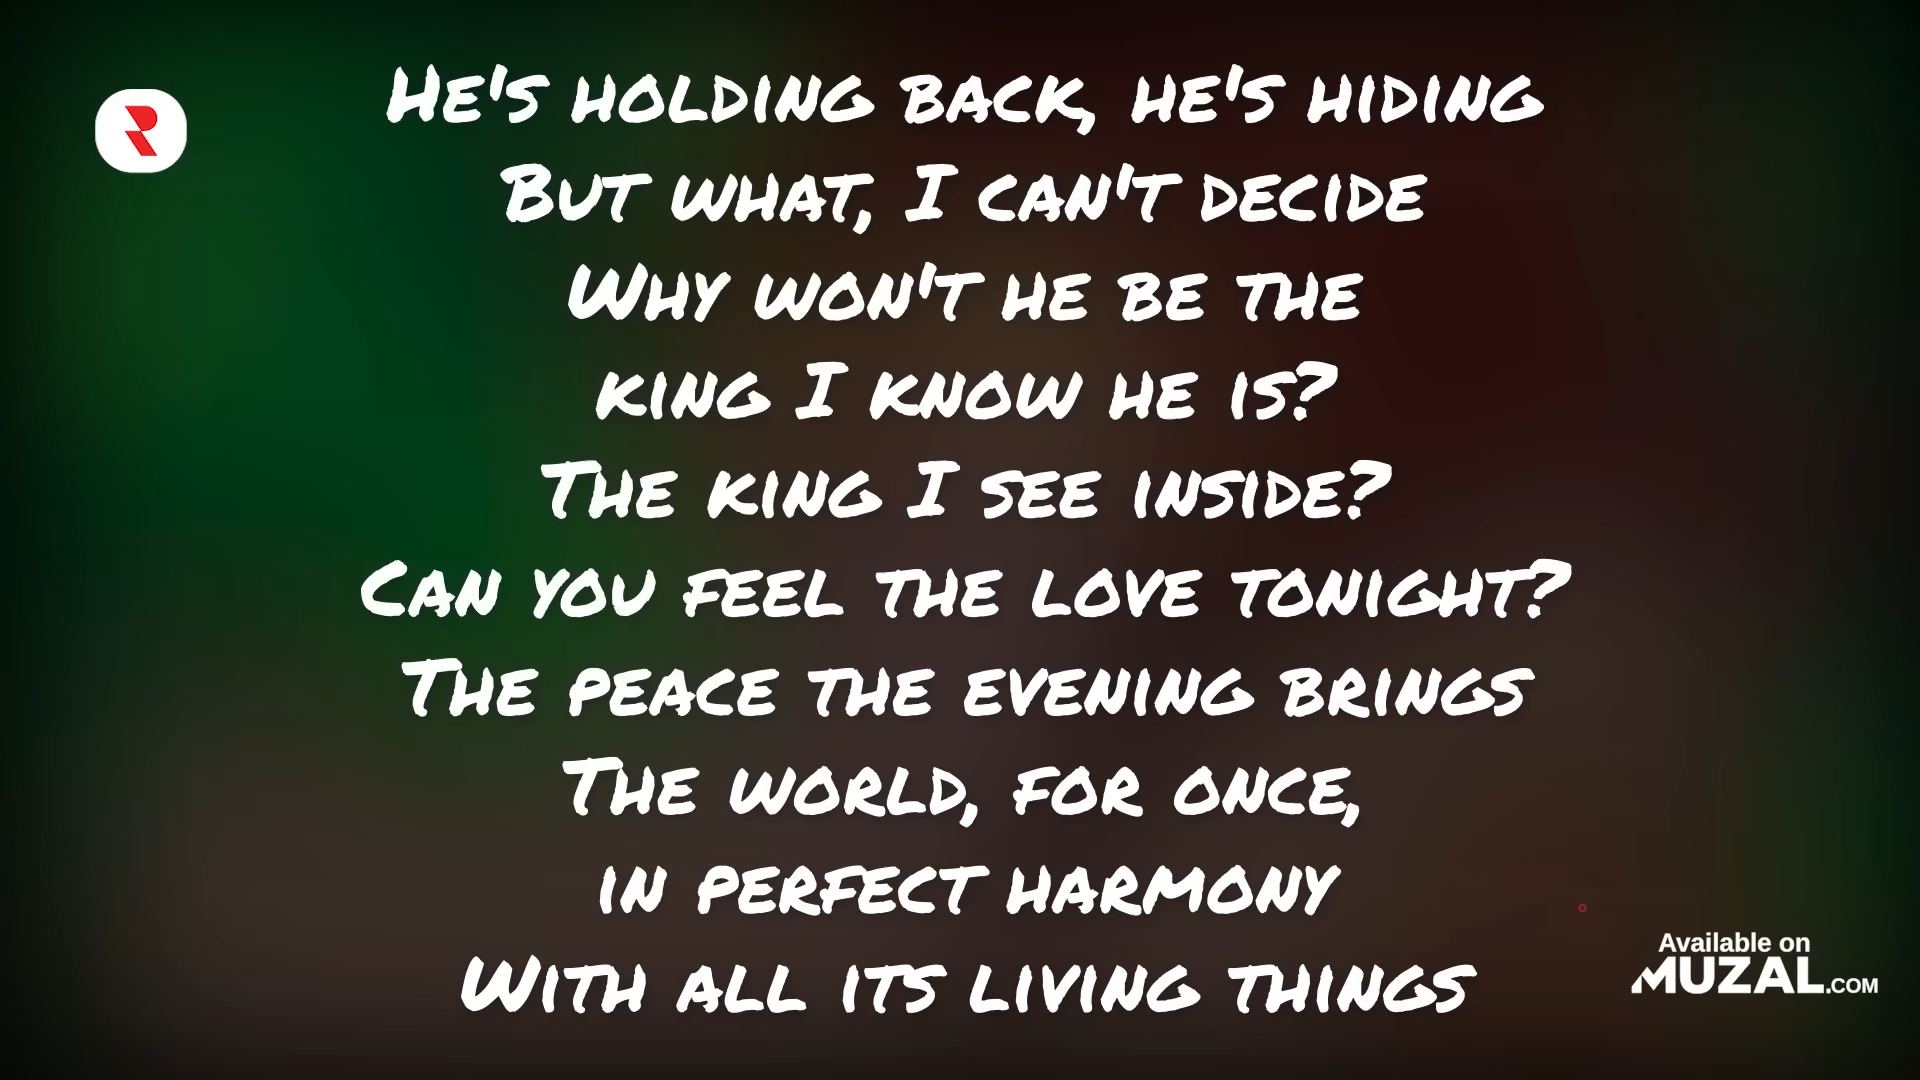 He's holding back, he's hiding
But what, I can't decide
Why won't he be the
king I know he is?
The king I see inside?
Can you feel the love tonight?
The peace the evening brings
The world, for once,
in perfect harmony
With all its living things
Available on
MUZAL.COM